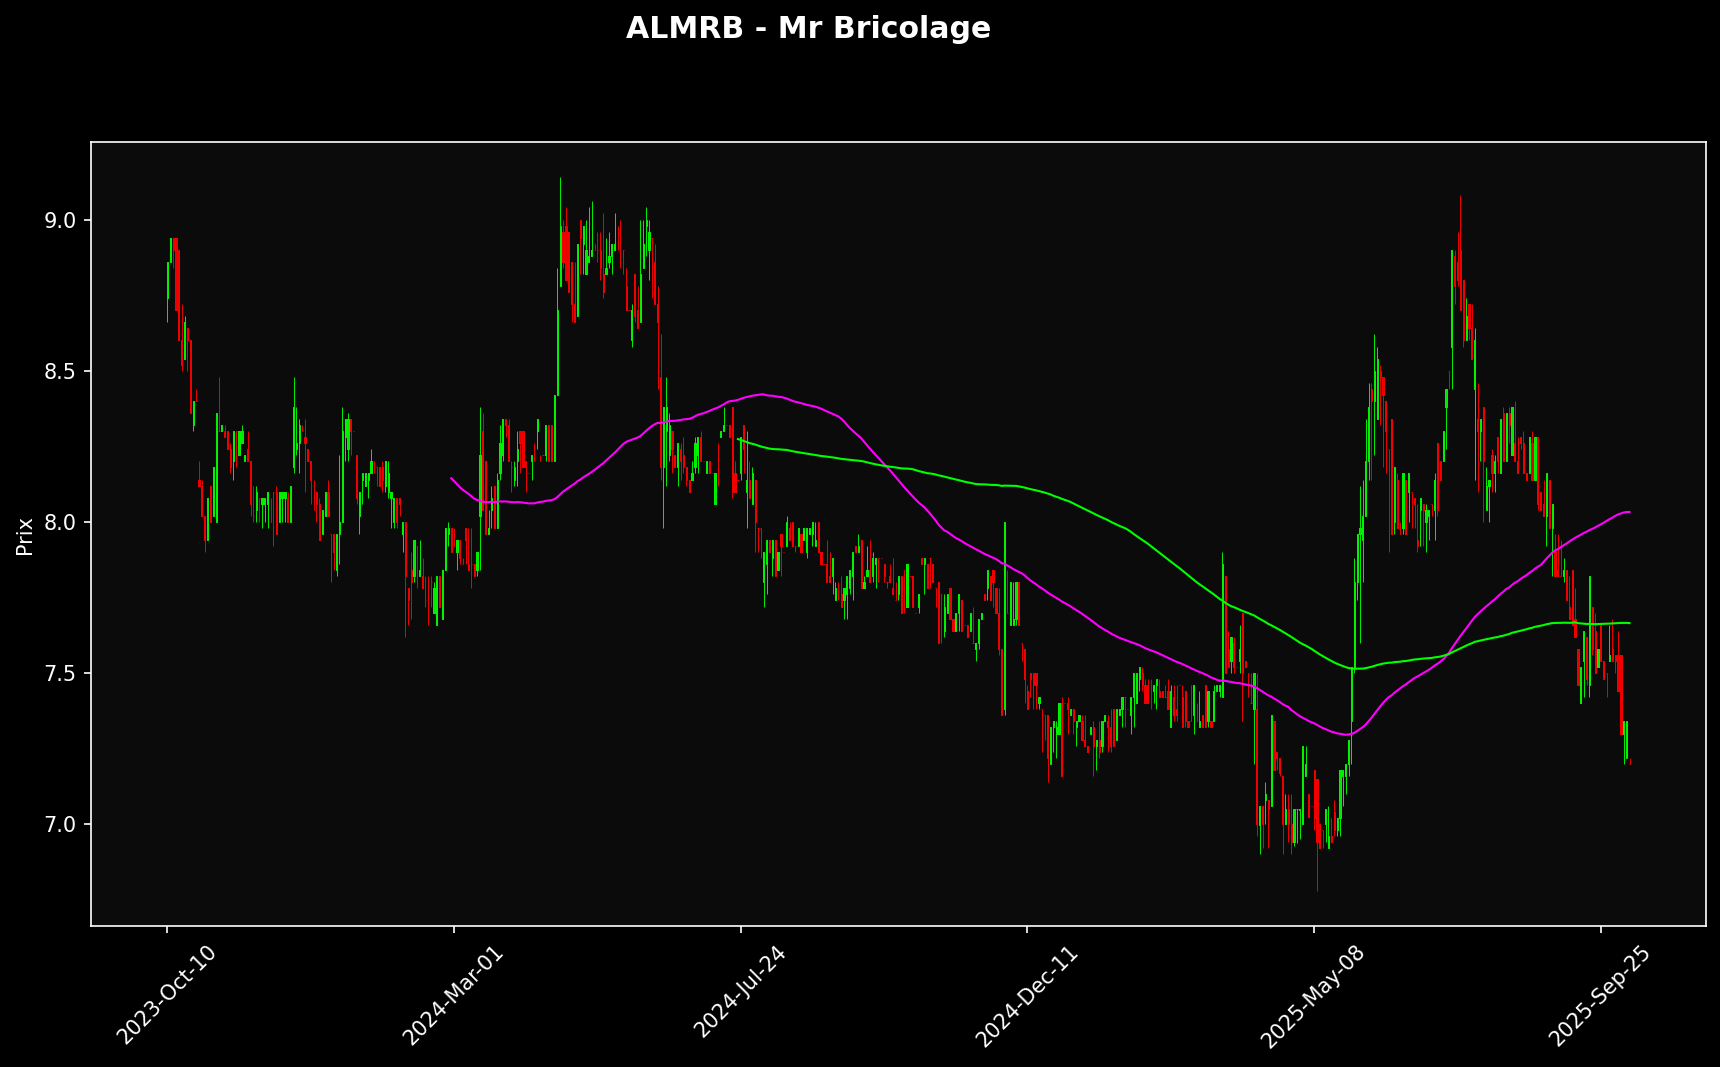 ALMRB - Mr Bricolage
Prix
9.0
8.5
8.0
7.5
7.0
2023-Oct-10
2024-Mar-01
2024-Jul-24
2024-Dec-11
2025-May-08
2025-Sep-25